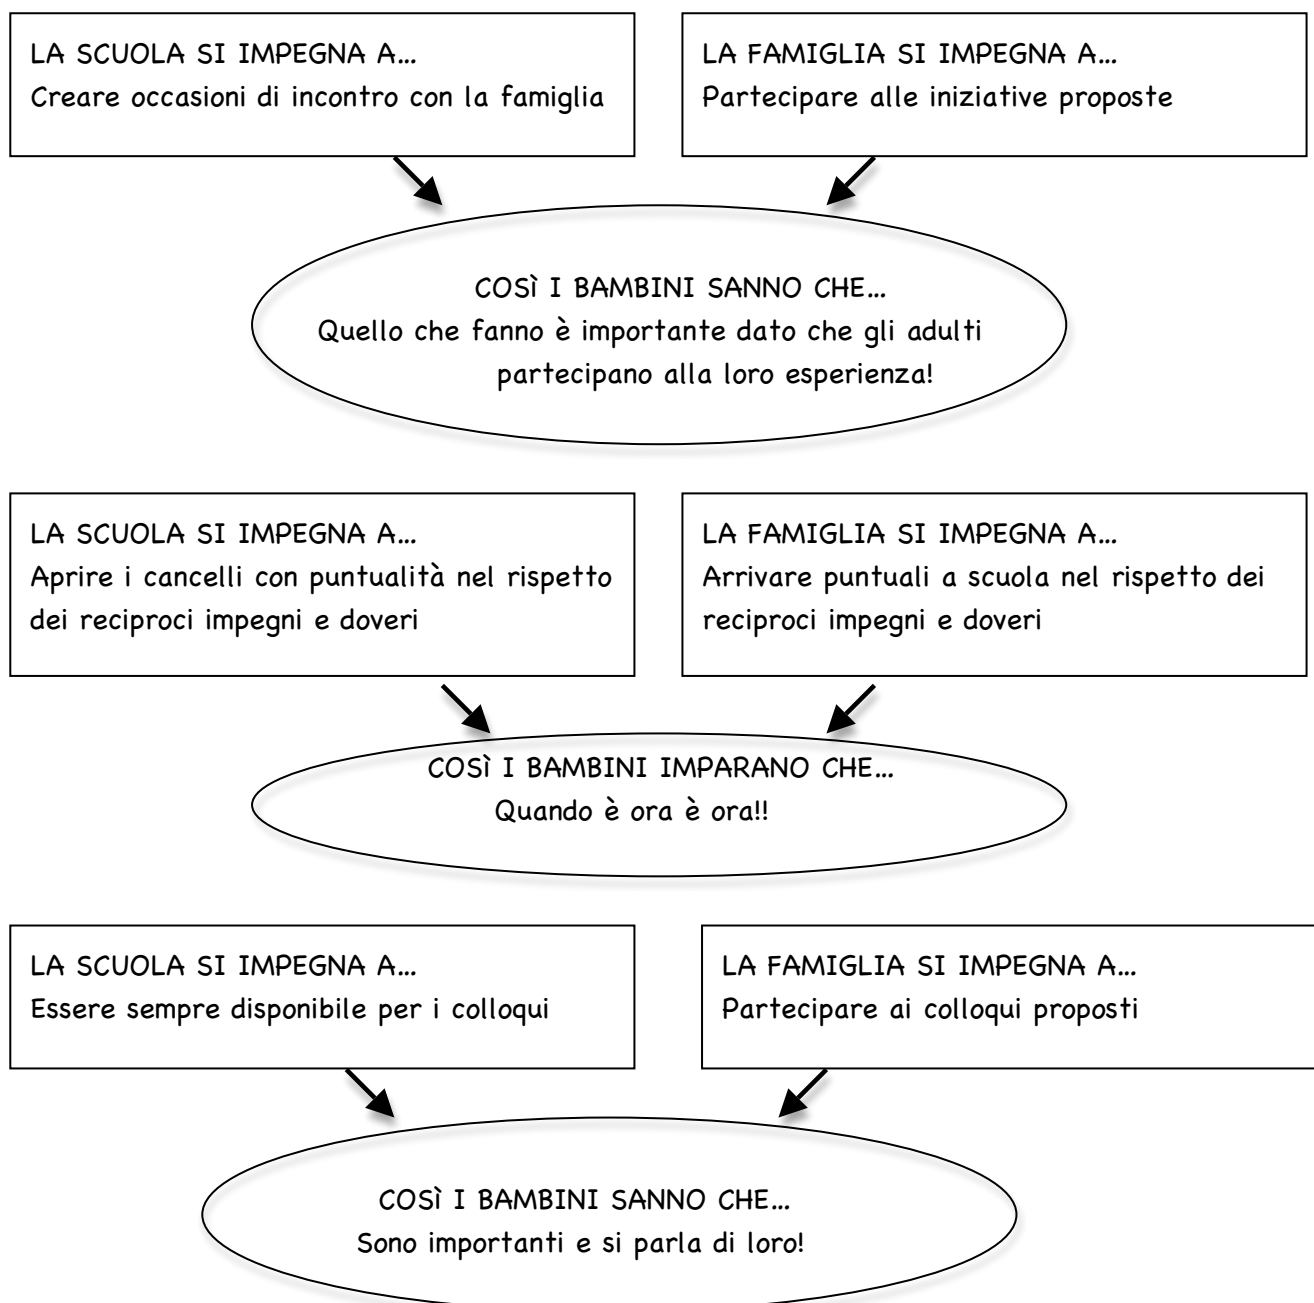 LA SCUOLA SI IMPEGNA A...
Creare occasioni di incontro con la famiglia
LA FAMIGLIA SI IMPEGNA A...
Partecipare alle iniziative proposte
COSÌ I BAMBINI SANNO CHE...
Quello che fanno è importante dato che gli adulti
partecipano alla loro esperienza!
LA SCUOLA SI IMPEGNA A...
Aprire i cancelli con puntualità nel rispetto
dei reciproci impegni e doveri
LA FAMIGLIA SI IMPEGNA A...
Arrivare puntuali a scuola nel rispetto dei
reciproci impegni e doveri
COSÌ I BAMBINI IMPARANO CHE...
Quando è ora è ora!!
LA SCUOLA SI IMPEGNA A...
Essere sempre disponibile per i colloqui
LA FAMIGLIA SI IMPEGNA A...
Partecipare ai colloqui proposti
COSÌ I BAMBINI SANNO CHE...
Sono importanti e si parla di loro!